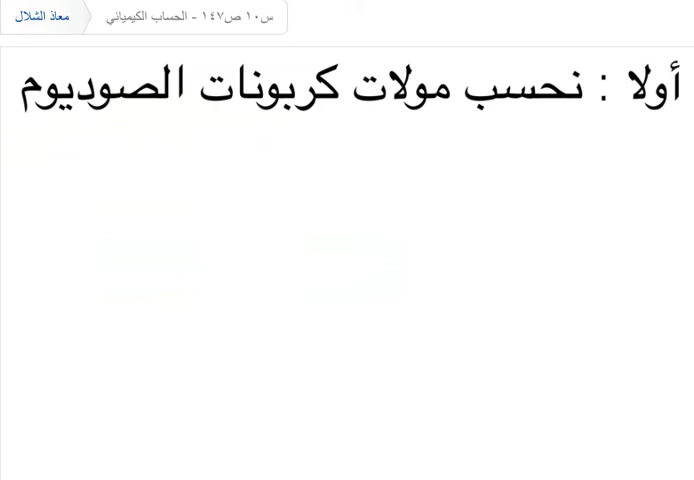 س١٠ ص١٤٧ - الحساب الكيميائي
معاذ الشلال
أولا : نحسب مولات كربونات الصوديوم